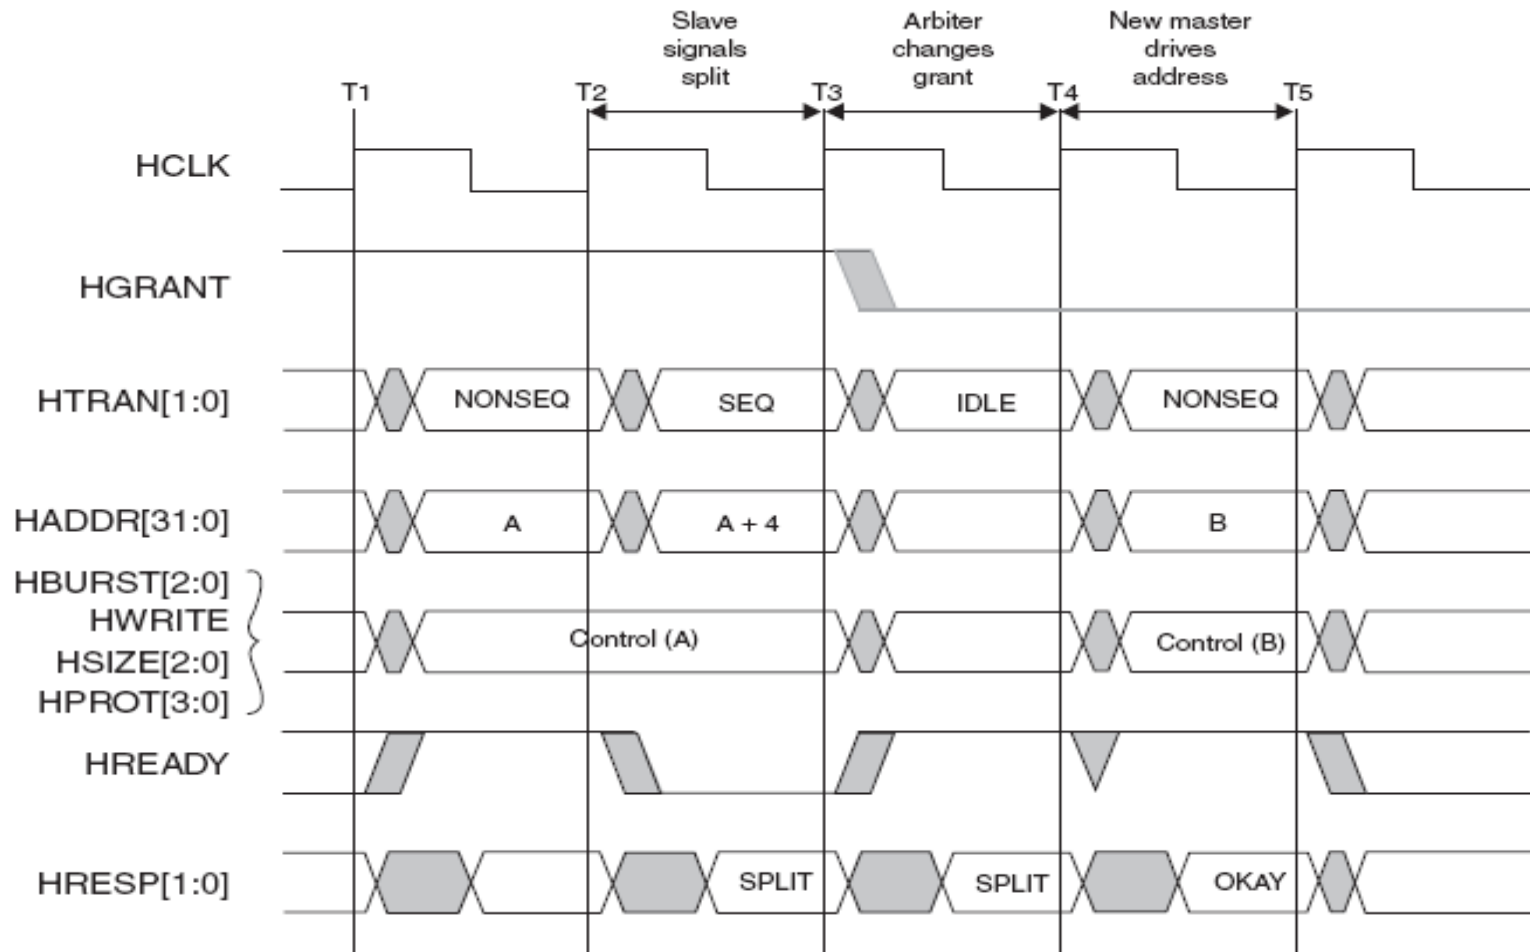 Slave
signals
split
Arbiter
changes
grant
New master
drives
address
T1
T2
T3
T4
T5
HCLK
HGRANT
HTRAN[1:0]
NONSEQ
SEQ
IDLE
NONSEQ
HADDR[31:0]
A
A + 4
B
HBURST[2:0]
HWRITE
HSIZE[2:0]
HPROT[3:0]
Control (A)
Control (B)
HREADY
HRESP[1:0]
SPLIT
SPLIT
OKAY